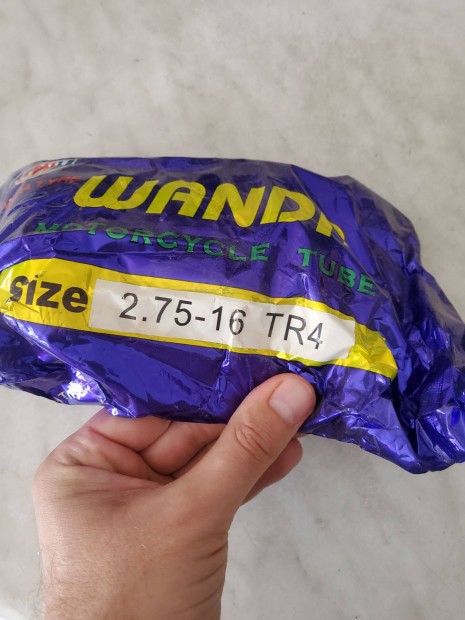 WANDA
MOTORCYCLE TUBE
size
2.75-16 TR4